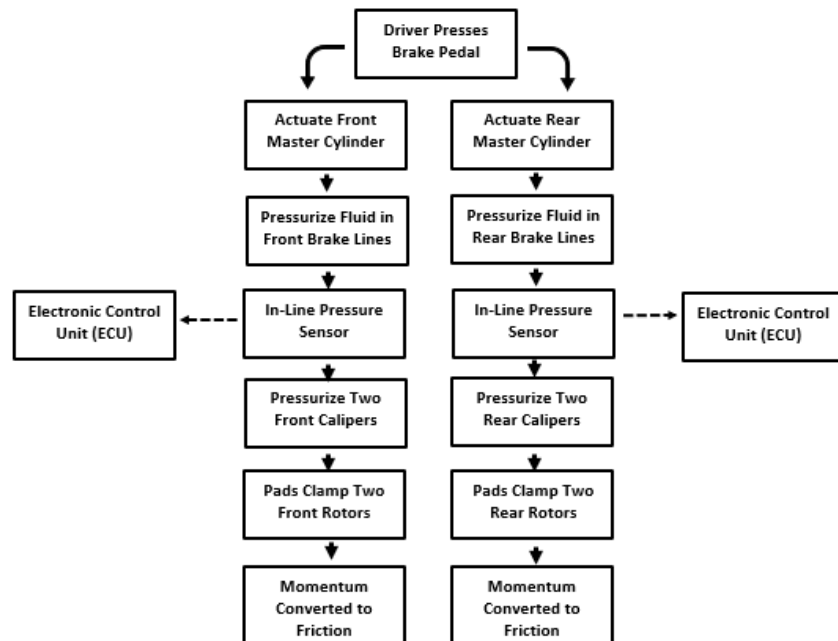 Driver Presses
Brake Pedal
Actuate Front
Master Cylinder
Actuate Rear
Master Cylinder
Pressurize Fluid in
Front Brake Lines
Pressurize Fluid in
Rear Brake Lines
Electronic Control
Unit (ECU)
In-Line Pressure
Sensor
In-Line Pressure
Sensor
Electronic Control
Unit (ECU)
Pressurize Two
Front Calipers
Pressurize Two
Rear Calipers
Pads Clamp Two
Front Rotors
Pads Clamp Two
Rear Rotors
Momentum
Converted to
Friction
Momentum
Converted to
Friction